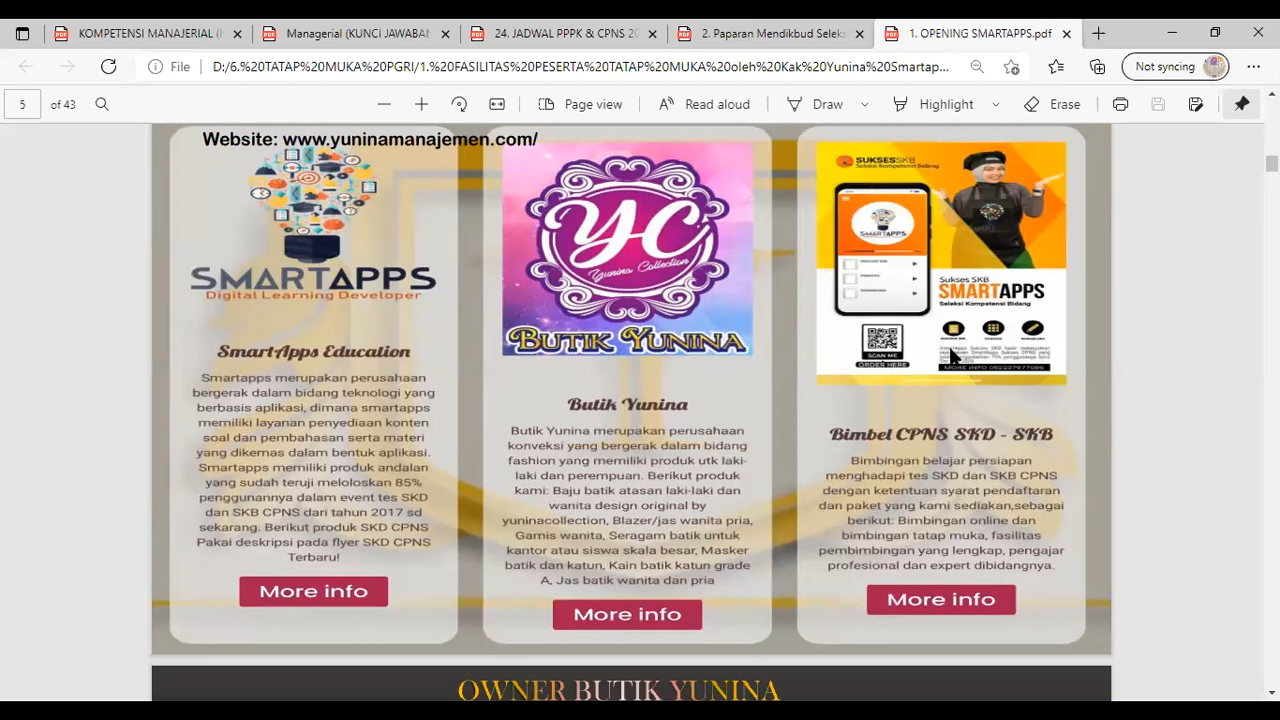 KOMPETENSI MANAJERIAL (
Managerial (KUNCI JAWABAN
24. JADWAL PPPK & CPNS 20
2. Paparan Mendikbud Seleks
1. OPENING SMARTAPPS.pdf
File
D:/6.%20TATAP%20MUKA%20PGRI/1.%20FASILITAS%20PESERTA%20TATAP%20MUKA%20oleh%20Kak%20Yunina%20Smartap...
Not syncing
5
of 43
Page view
Read aloud
Draw
Highlight
Erase
Website: www.yuninamanajemen.com/
SMARTAPPS
Digital Learning Developer
SmartApps Education
Smartapps merupakan perusahaan
bergerak dalam bidang teknologi yang
berbasis aplikasi, dimana smartapps
memiliki layanan penyediaan konten
soal dan pembahasan serta materi
yang dikemas dalam bentuk aplikasi.
Smartapps memiliki produk andalan
yang sudah teruji meloloskan 85%
penggunannya dalam event tes SKD
dan SKB CPNS dari tahun 2017 sd
sekarang. Berikut produk SKD CPNS
Pakai deskripsi pada flyer SKD CPNS
Terbaru!
More info
YC
Yunina Collection
BUTIK YUNINA
Butik Yunina
Butik Yunina merupakan perusahaan
konveksi yang bergerak dalam bidang
fashion yang memiliki produk utk laki-
laki dan perempuan. Berikut produk
kami: Baju batik atasan laki-laki dan
wanita design original by
yuninacollection, Blazer/jas wanita pria,
Gamis wanita, Seragam batik untuk
kantor atau siswa skala besar, Masker
batik dan katun, Kain batik katun grade
A, Jas batik wanita dan pria
More info
SUKSESSKB
Seleksi Kompetensi Bidang
SMARTAPPS
Sukses SKB
SMARTAPPS
Seleksi Kompetensi Bidang
SCAN ME
ORDER HERE
Bimbel CPNS SKD - SKB
Bimbingan belajar persiapan
menghadapi tes SKD dan SKB CPNS
dengan ketentuan syarat pendaftaran
dan paket yang kami sediakan,sebagai
berikut: Bimbingan online dan
bimbingan tatap muka, fasilitas
pembimbingan yang lengkap, pengajar
profesional dan expert dibidangnya.
More info
OWNER BUTIK YUNINA